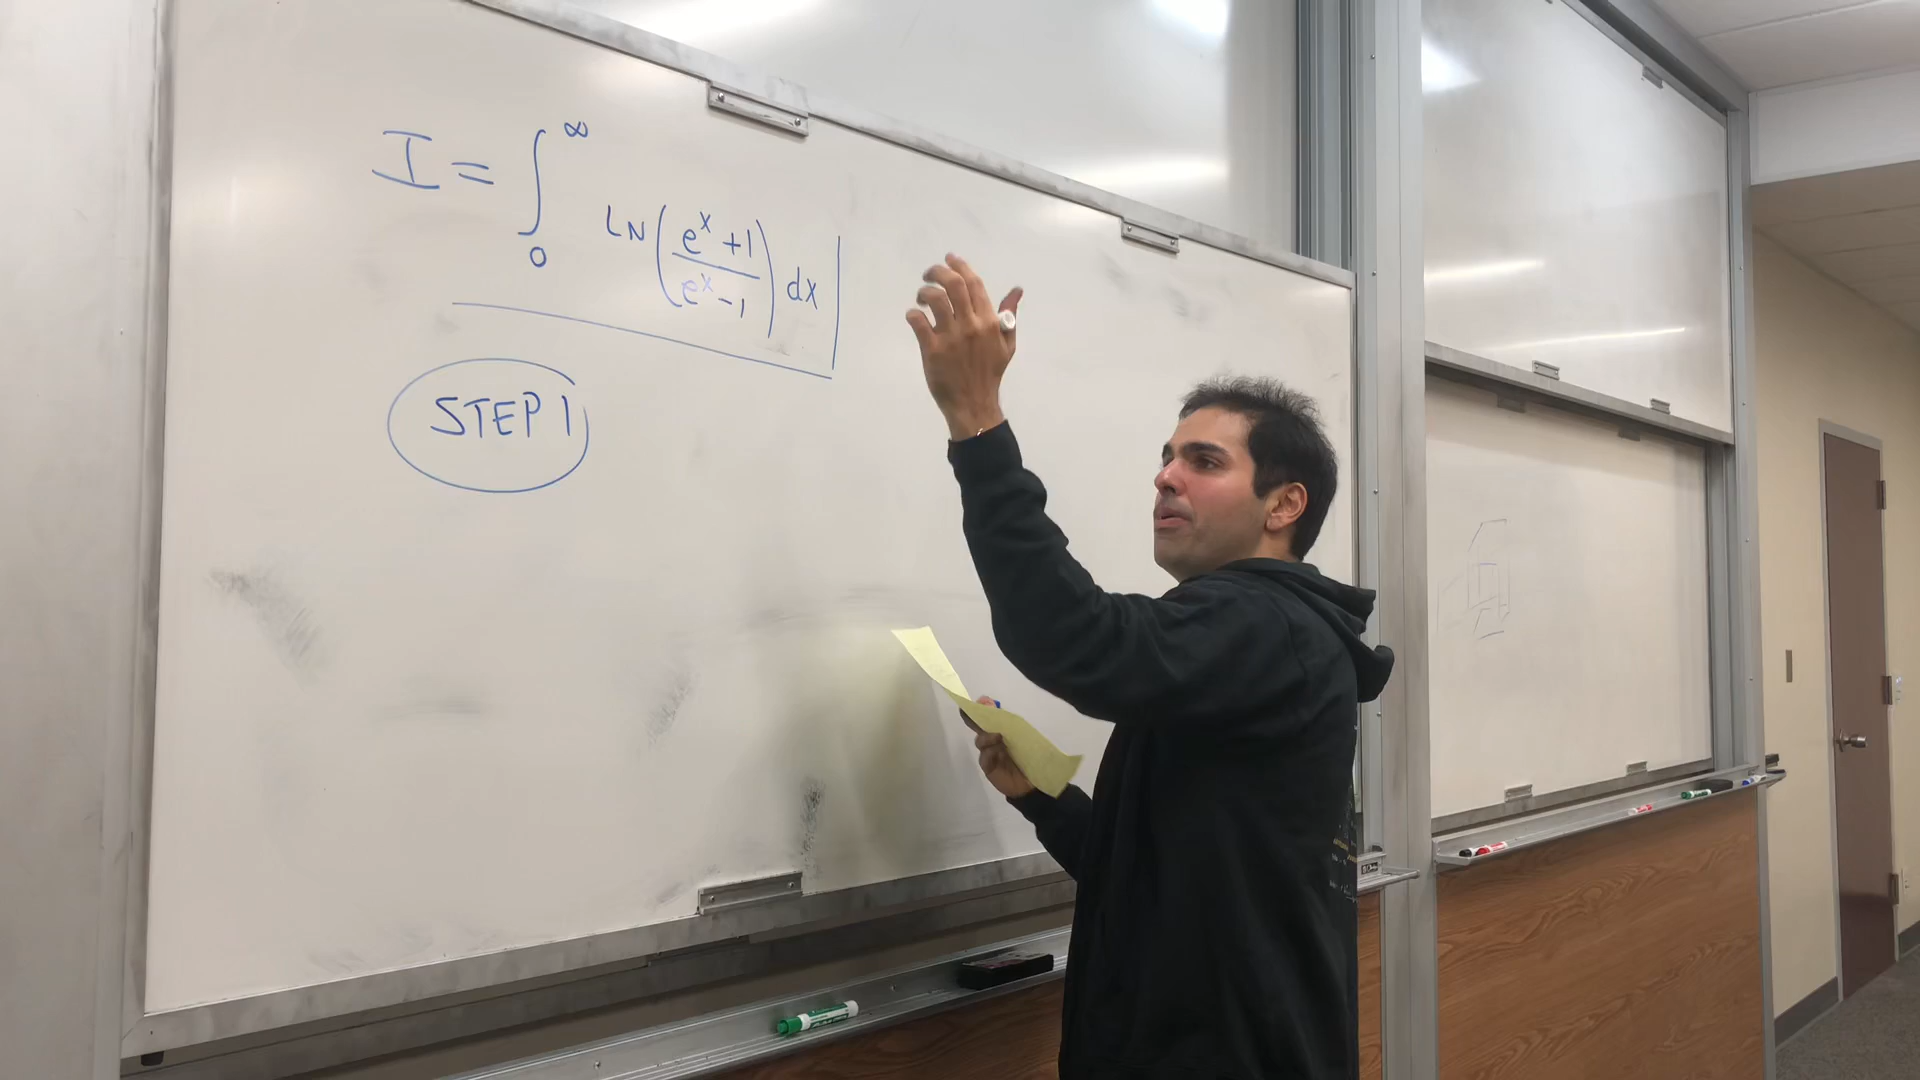 I = ∫₀^∞ LN((e^x + 1)/(e^x - 1)) dx
STEP 1